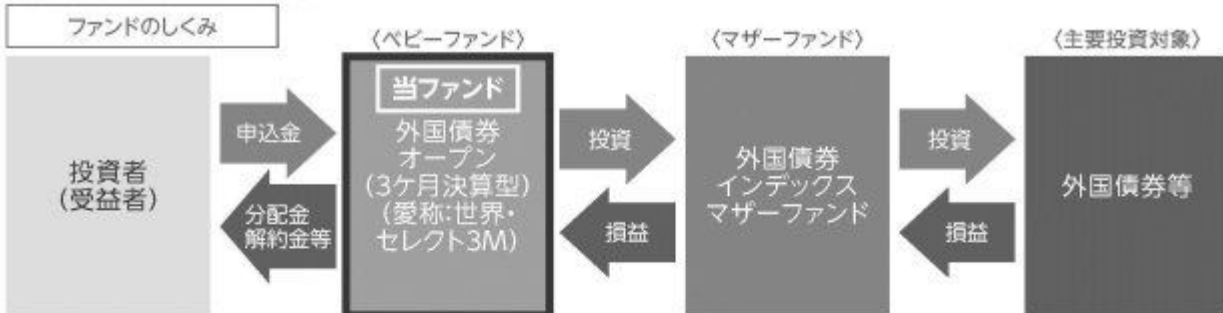 ファンドのしくみ
〈ベビーファンド〉
〈マザーファンド〉
〈主要投資対象〉
投資者
(受益者)
申込金
分配金
解約金等
当ファンド
外国債券
オープン
(3ケ月決算型)
(愛称:世界・
セレクト3M)
投資
損益
外国債券
インデックス
マザーファンド
投資
損益
外国債券等